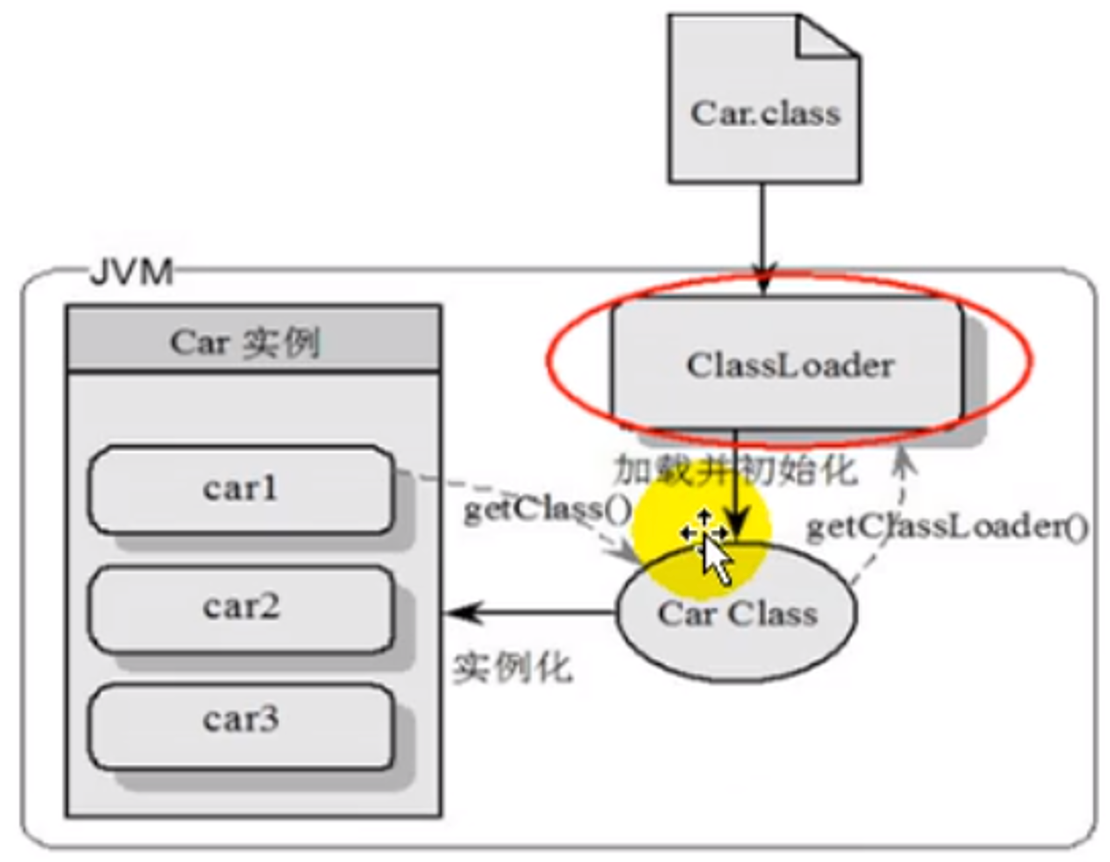 Car.class
JVM
Car 实例
ClassLoader
加载并初始化
car1
getClass()
getClassLoader()
car2
Car Class
实例化
car3